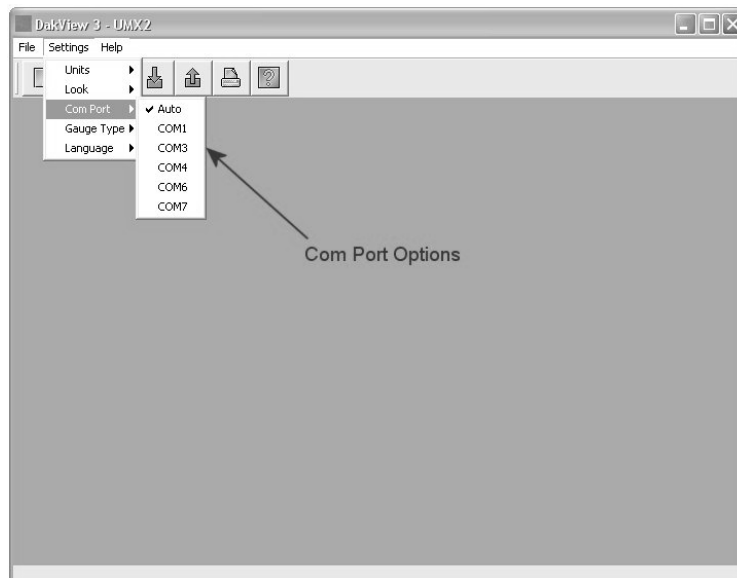 DakView 3 - UMX2
File Settings Help
Units
Look
Com Port
Gauge Type
Language
Auto
COM1
COM3
COM4
COM6
COM7
Com Port Options